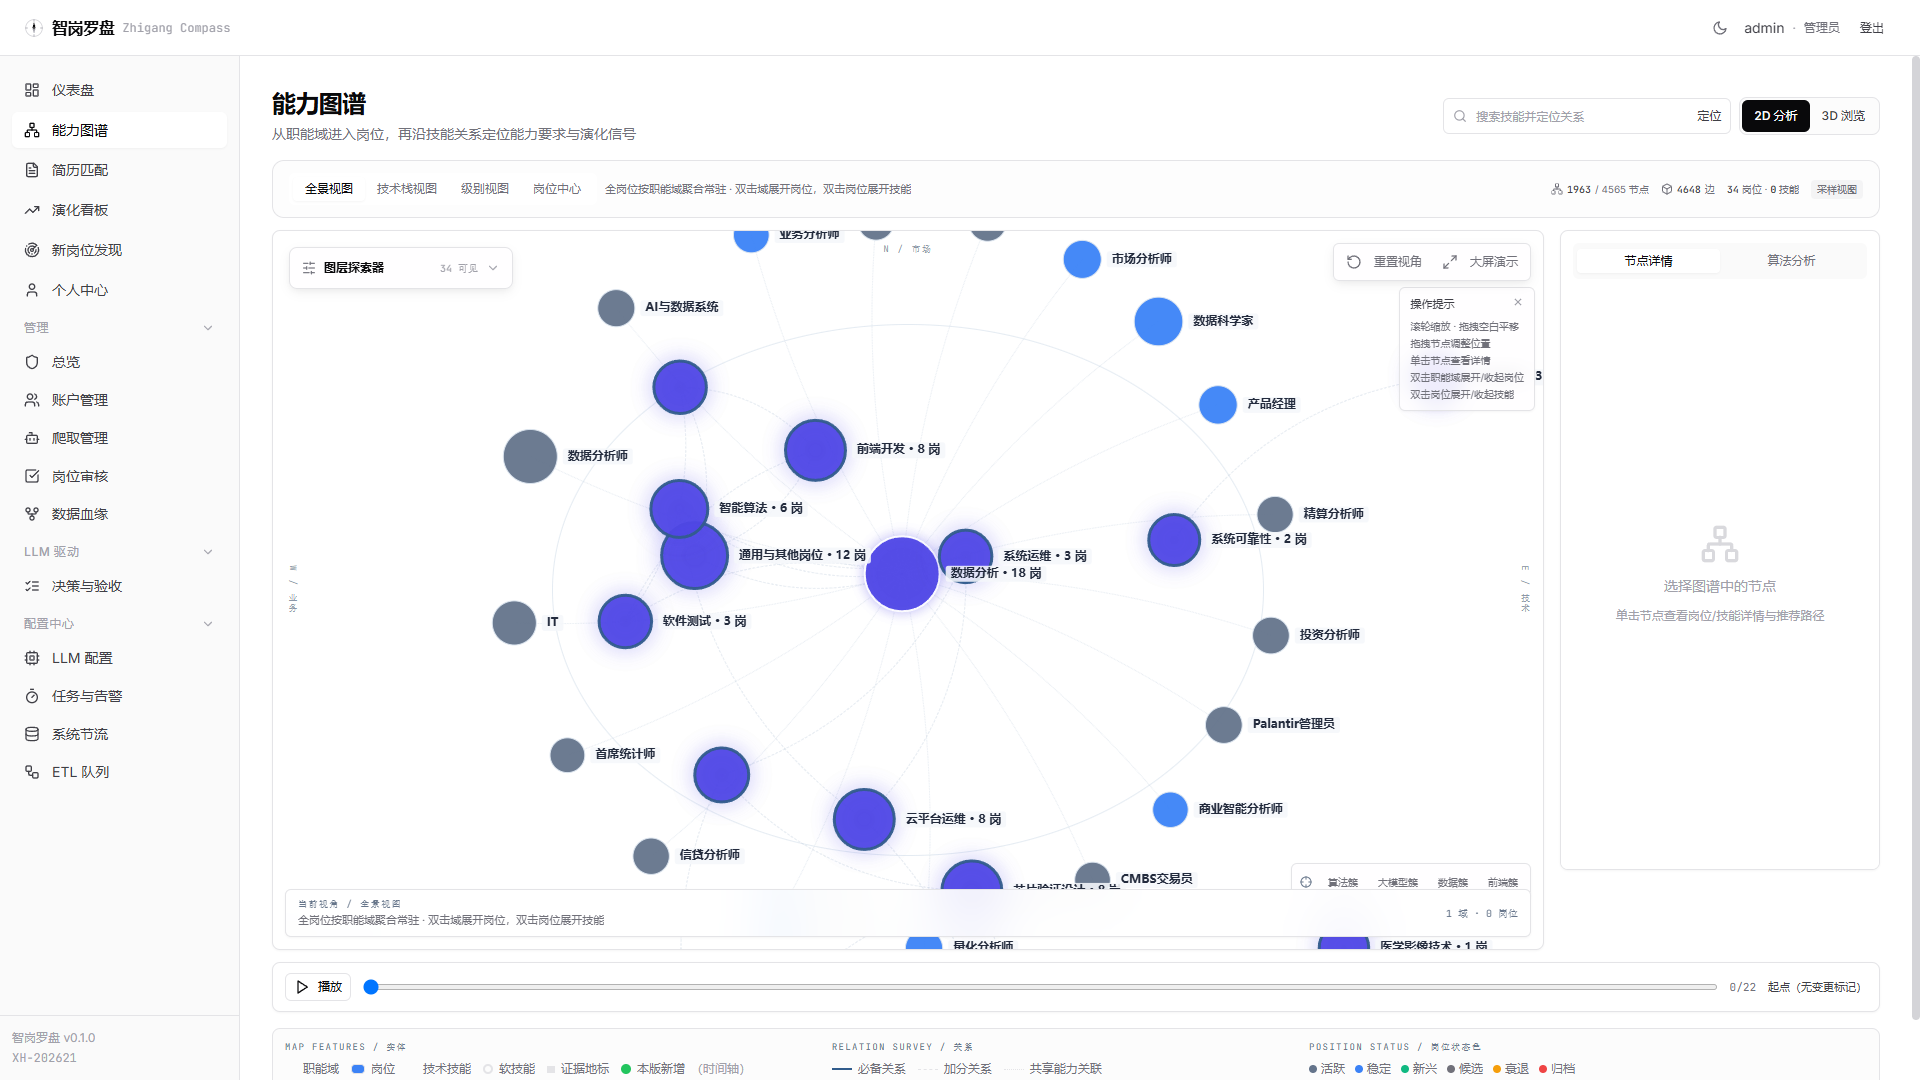 智岗罗盘 Zhigang Compass
admin · 管理员 登出
仪表盘
能力图谱
简历匹配
演化看板
新岗位发现
个人中心
管理
总览
账户管理
爬取管理
岗位审核
数据血缘
LLM 驱动
决策与验收
配置中心
LLM 配置
任务与告警
系统节流
ETL 队列
智岗罗盘 v0.1.0
XH-202621
能力图谱
从职能域进入岗位，再沿技能关系定位能力要求与演化信号
搜索技能并定位关系 定位 2D 分析 3D 浏览
全景视图 技术栈视图 级别视图 岗位中心 全岗位按职能域聚合常驻 · 双击域展开岗位，双击岗位展开技能
1963 / 4565 节点 4648 边 34 岗位 · 0 技能 采样视图
图层探索器 34 可见
业务分析师
N / 市场
市场分析师
重置视角 大屏演示
操作提示
滚轮缩放 · 拖拽空白平移
拖拽节点调整位置
单击节点查看详情
双击职能域展开/收起岗位
双击岗位展开/收起技能
3
AI与数据系统
数据科学家
产品经理
前端开发 • 8 岗
数据分析师
智能算法 • 6 岗
精算分析师
系统可靠性 • 2 岗
通用与其他岗位 • 12 岗
系统运维 • 3 岗
数据分析 • 18 岗
W / 业务
E / 技术
IT
软件测试 • 3 岗
投资分析师
Palantir管理员
首席统计师
商业智能分析师
云平台运维 • 8 岗
信贷分析师
CMBS交易员
算法簇 大模型簇 数据簇 前端簇
当前视角 / 全景视图
全岗位按职能域聚合常驻 · 双击域展开岗位，双击岗位展开技能
1 域 · 0 岗位
量化分析师
医学影像技术 • 1 岗
节点详情 算法分析
选择图谱中的节点
单击节点查看岗位/技能详情与推荐路径
播放 0/22 起点（无变更标记）
MAP FEATURES / 实体
职能域 岗位 技术技能 软技能 证据地标 本版新增 （时间轴）
RELATION SURVEY / 关系
必备关系 加分关系 共享能力关联
POSITION STATUS / 岗位状态色
活跃 稳定 新兴 候选 衰退 归档